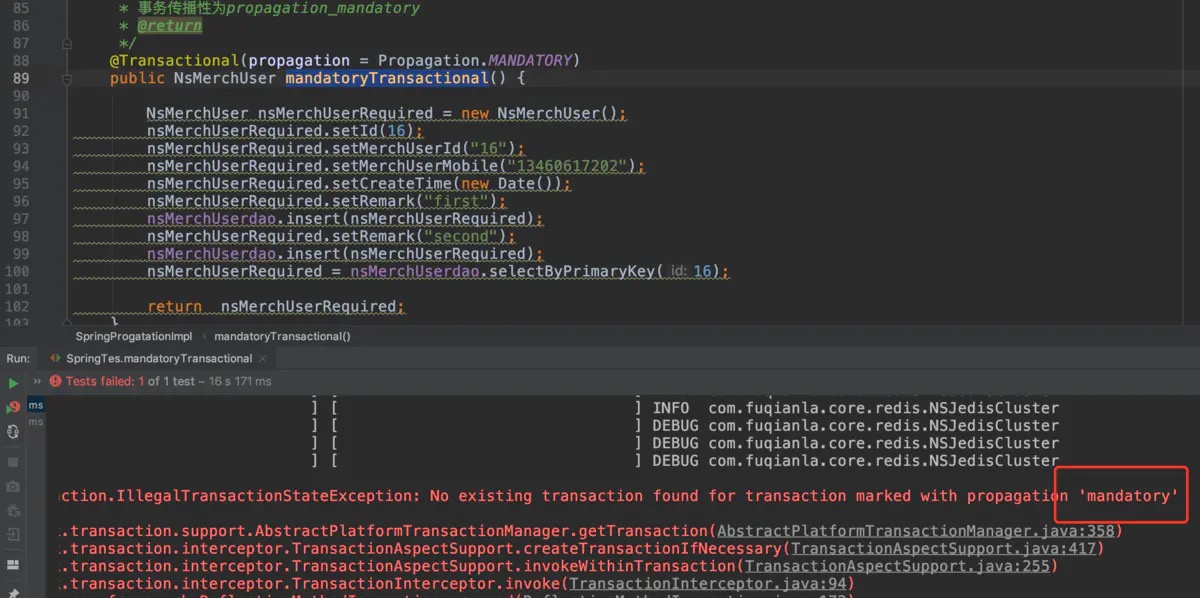 85 * 事务传播性为propagation_mandatory
86 * @return
87 */
88 @Transactional(propagation = Propagation.MANDATORY)
89 public NsMerchUser mandatoryTransactional() {
90
91 NsMerchUser nsMerchUserRequired = new NsMerchUser();
92 nsMerchUserRequired.setId(16);
93 nsMerchUserRequired.setMerchUserId("16");
94 nsMerchUserRequired.setMerchUserMobile("13460617202");
95 nsMerchUserRequired.setCreateTime(new Date());
96 nsMerchUserRequired.setRemark("first");
97 nsMerchUserdao.insert(nsMerchUserRequired);
98 nsMerchUserRequired.setRemark("second");
99 nsMerchUserdao.insert(nsMerchUserRequired);
100 nsMerchUserRequired = nsMerchUserdao.selectByPrimaryKey( id: 16);
101
102 return nsMerchUserRequired;
103 }
SpringProgatationImpl › mandatoryTransactional()
Run: SpringTes.mandatoryTransactional ×
» Tests failed: 1 of 1 test – 16 s 171 ms
ms ] [ ] INFO com.fuqianla.core.redis.NSJedisCluster
ms ] [ ] DEBUG com.fuqianla.core.redis.NSJedisCluster
] [ ] DEBUG com.fuqianla.core.redis.NSJedisCluster
] [ ] DEBUG com.fuqianla.core.redis.NSJedisCluster
ction.IllegalTransactionStateException: No existing transaction found for transaction marked with propagation 'mandatory'
.transaction.support.AbstractPlatformTransactionManager.getTransaction(AbstractPlatformTransactionManager.java:358)
.transaction.interceptor.TransactionAspectSupport.createTransactionIfNecessary(TransactionAspectSupport.java:417)
.transaction.interceptor.TransactionAspectSupport.invokeWithinTransaction(TransactionAspectSupport.java:255)
.transaction.interceptor.TransactionInterceptor.invoke(TransactionInterceptor.java:94)